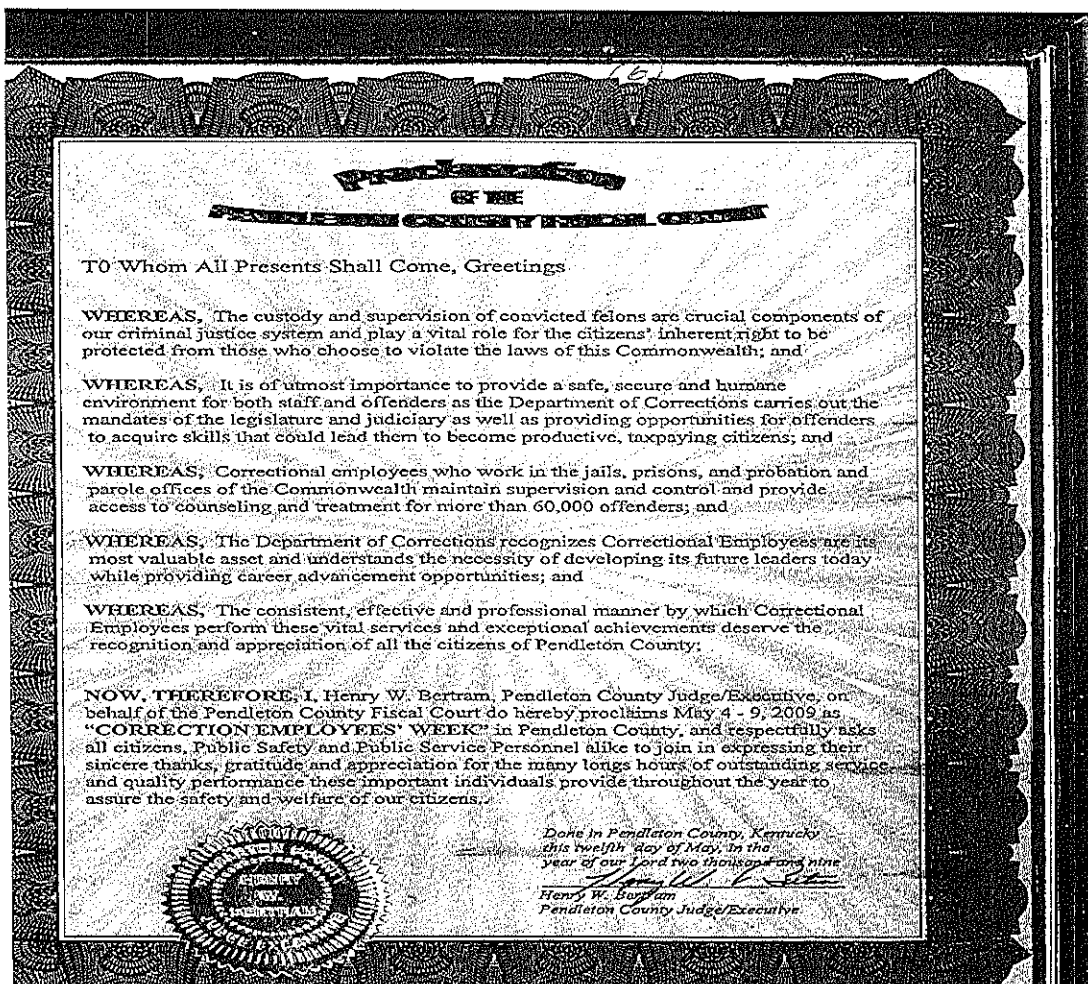 (6)
Proclamation
OF THE
PENDLETON COUNTY FISCAL COURT
TO Whom All Presents Shall Come, Greetings
WHEREAS, The custody and supervision of convicted felons are crucial components of
our criminal justice system and play a vital role for the citizens' inherent right to be
protected from those who choose to violate the laws of this Commonwealth; and
WHEREAS, It is of utmost importance to provide a safe, secure and humane
environment for both staff and offenders as the Department of Corrections carries out the
mandates of the legislature and judiciary as well as providing opportunities for offenders
to acquire skills that could lead them to become productive, taxpaying citizens; and
WHEREAS, Correctional employees who work in the jails, prisons, and probation and
parole offices of the Commonwealth maintain supervision and control and provide
access to counseling and treatment for more than 60,000 offenders; and
WHEREAS, The Department of Corrections recognizes Correctional Employees are its
most valuable asset and understands the necessity of developing its future leaders today
while providing career advancement opportunities; and
WHEREAS, The consistent, effective and professional manner by which Correctional
Employees perform these vital services and exceptional achievements deserve the
recognition and appreciation of all the citizens of Pendleton County;
NOW, THEREFORE, I, Henry W. Bertram, Pendleton County Judge/Executive, on
behalf of the Pendleton County Fiscal Court do hereby proclaims May 4 - 9, 2009 as
"CORRECTION EMPLOYEES' WEEK" in Pendleton County, and respectfully asks
all citizens, Public Safety and Public Service Personnel alike to join in expressing their
sincere thanks, gratitude and appreciation for the many longs hours of outstanding service
and quality performance these important individuals provide throughout the year to
assure the safety and welfare of our citizens.
Done in Pendleton County, Kentucky
this twelfth day of May, In the
year of our Lord two thousand and nine
Henry W. Bertram
Pendleton County Judge/Executive
HENRY
W
BERTRAM